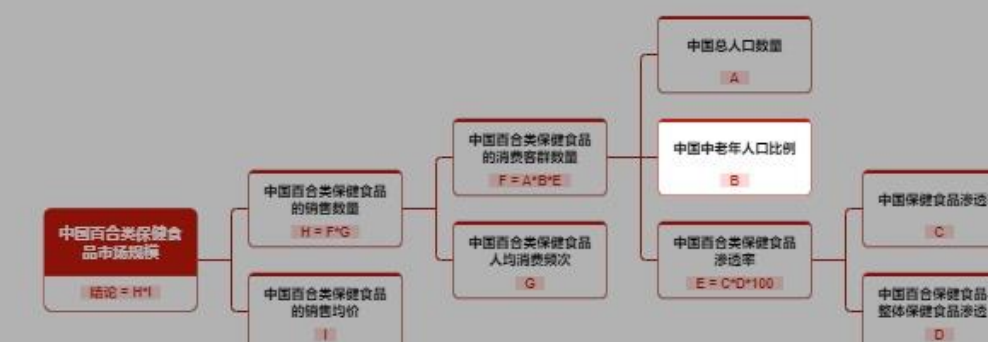 中国百合类保健食
品市场规模
结论 = H*I
中国百合类保健食品
的销售数量
H = F*G
中国百合类保健食品
的销售均价
I
中国百合类保健食品
的消费客群数量
F = A*B*E
中国百合类保健食品
人均消费频次
G
中国总人口数量
A
中国中老年人口比例
B
中国百合类保健食品
渗透率
E = C*D*100
中国保健食品渗透
C
中国百合保健食品
整体保健食品渗透
D